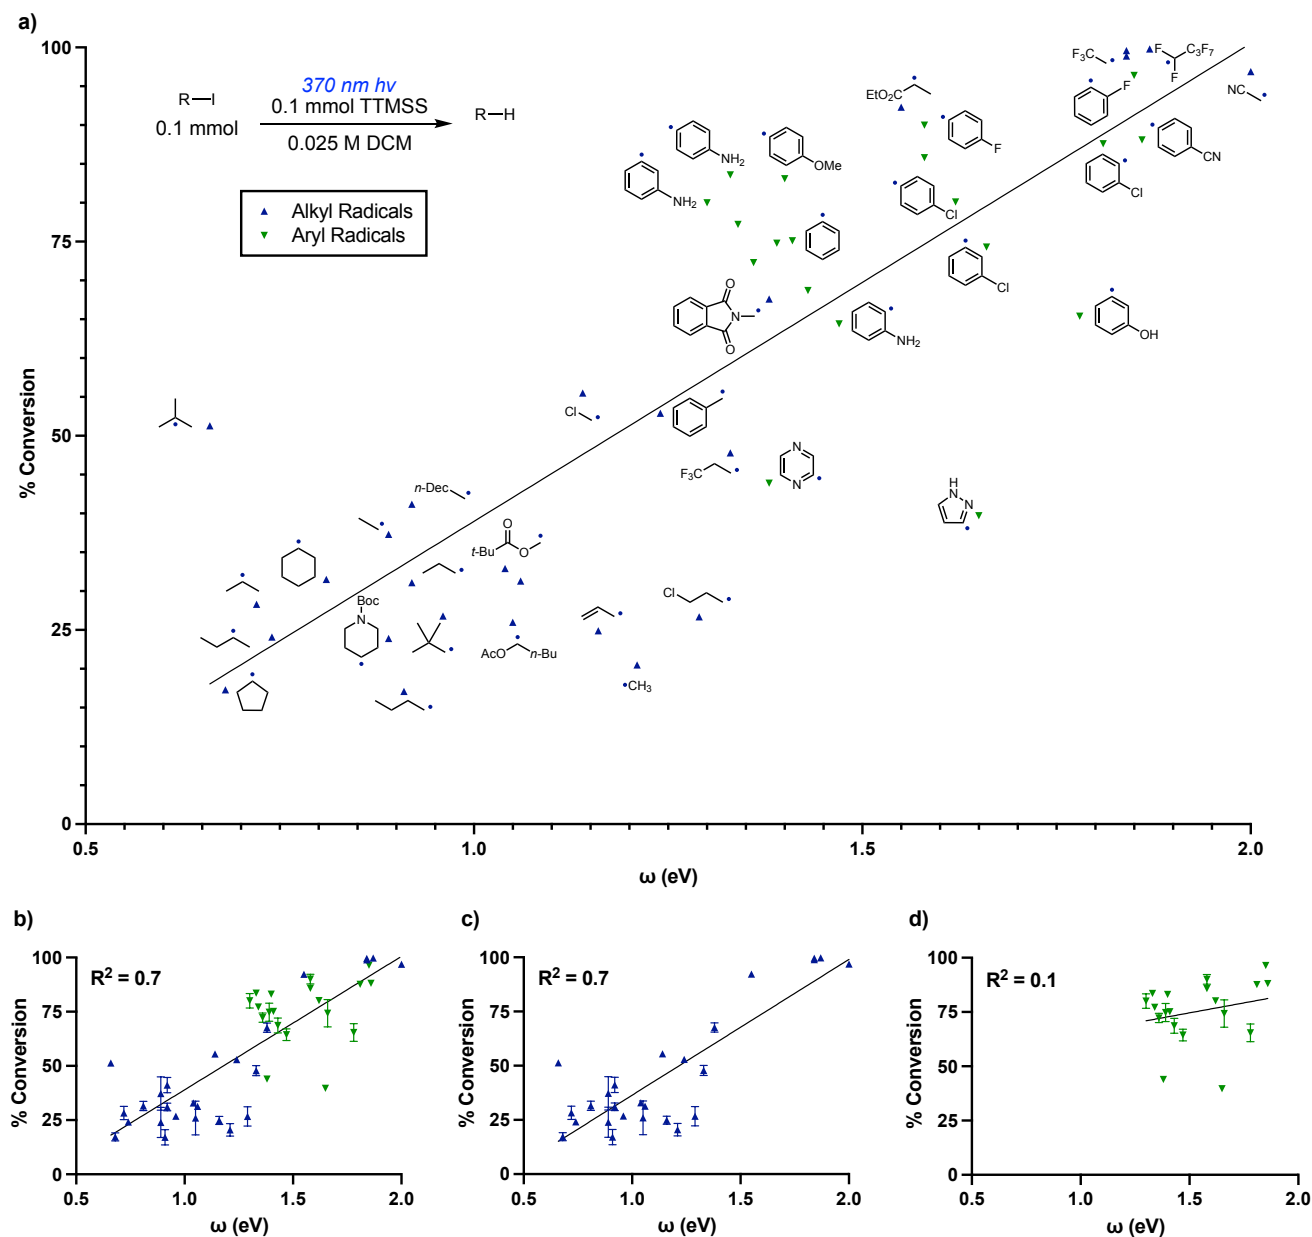 a)
100
75
50
25
0
% Conversion
0.5
1.0
1.5
2.0
ω (eV)
R—I
0.1 mmol
370 nm hv
0.1 mmol TTMSS
0.025 M DCM
R—H
Alkyl Radicals
Aryl Radicals
F₃C
F
C₃F₇
F
NC
EtO₂C
F
F
CN
NH₂
OMe
NH₂
Cl
Cl
Cl
O
N
O
NH₂
OH
Cl
n-Dec
F₃C
N
N
H
N
N
O
t-Bu
O
Boc
N
Cl
AcO
n-Bu
CH₃
b)
R² = 0.7
100
75
50
25
0
% Conversion
0.5
1.0
1.5
2.0
ω (eV)
c)
R² = 0.7
100
75
50
25
0
% Conversion
0.5
1.0
1.5
2.0
ω (eV)
d)
R² = 0.1
100
75
50
25
0
% Conversion
0.5
1.0
1.5
2.0
ω (eV)